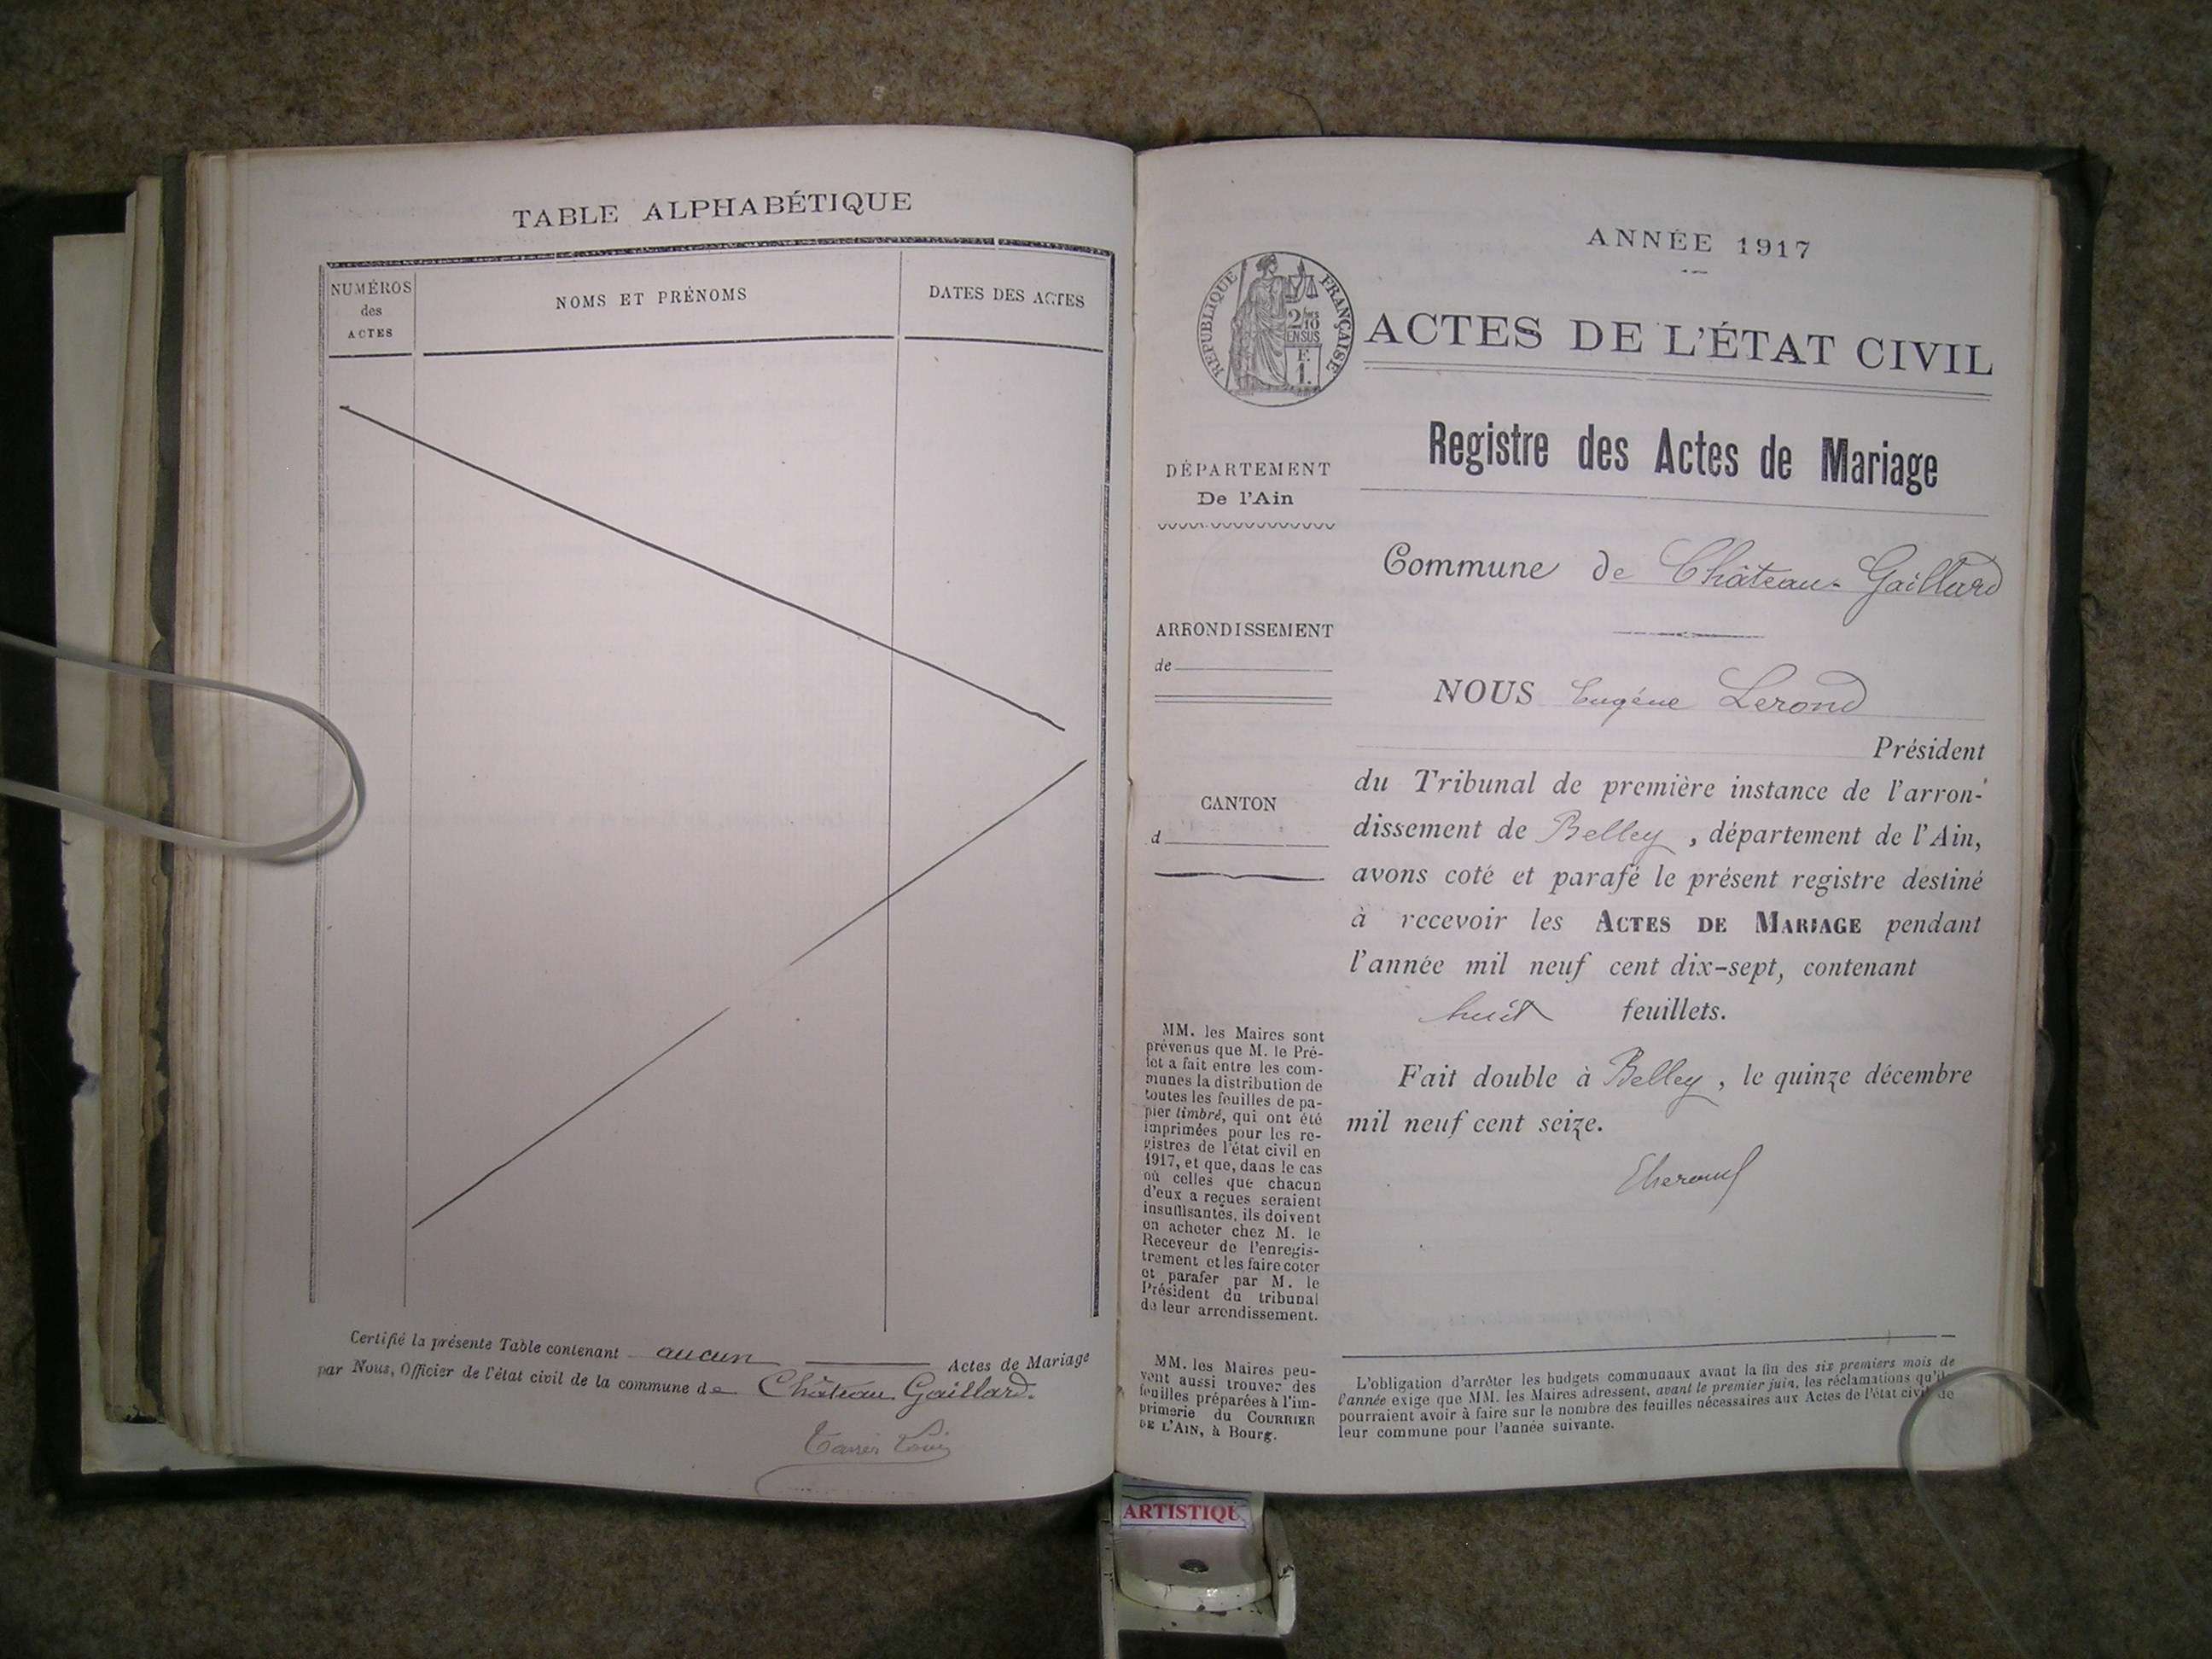 TABLE ALPHABÉTIQUE
NUMÉROS
des
ACTES
NOMS ET PRÉNOMS
DATES DES ACTES
Certifié la présente Table contenant aucun Actes de Mariage
par Nous, Officier de l'état civil de la commune de Château Gaillard.
ANNÉE 1917
RÉPUBLIQUE FRANÇAISE
2/10
EN SUS
F.
1.
ACTES DE L'ÉTAT CIVIL
Registre des Actes de Mariage
DÉPARTEMENT
De l'Ain
Commune de Château-Gaillard
ARRONDISSEMENT
de
NOUS Eugène Lerond
Président
du Tribunal de première instance de l'arron-
dissement de Belley, département de l'Ain,
avons coté et parafé le présent registre destiné
à recevoir les ACTES DE MARIAGE pendant
l'année mil neuf cent dix-sept, contenant
huit feuillets.
Fait double à Belley, le quinze décembre
mil neuf cent seize.
CANTON
d
MM. les Maires sont
prévenus que M. le Pré-
fet a fait entre les com-
munes la distribution de
toutes les feuilles de pa-
pier timbré, qui ont été
imprimées pour les re-
gistres de l'état civil en
1917, et que, dans le cas
où celles que chacun
d'eux a reçues seraient
insuffisantes, ils doivent
en acheter chez M. le
Receveur de l'enregis-
trement et les faire coter
et parafer par M. le
Président du tribunal
de leur arrondissement.
MM. les Maires peu-
vent aussi trouver des
feuilles préparées à l'im-
primerie du COURRIER
DE L'AIN, à Bourg.
L'obligation d'arrêter les budgets communaux avant la fin des six premiers mois de
l'année exige que MM. les Maires adressent, avant le premier juin, les réclamations qu'ils
pourraient avoir à faire sur le nombre des feuilles nécessaires aux Actes de l'état civil de
leur commune pour l'année suivante.
ARTISTIQU